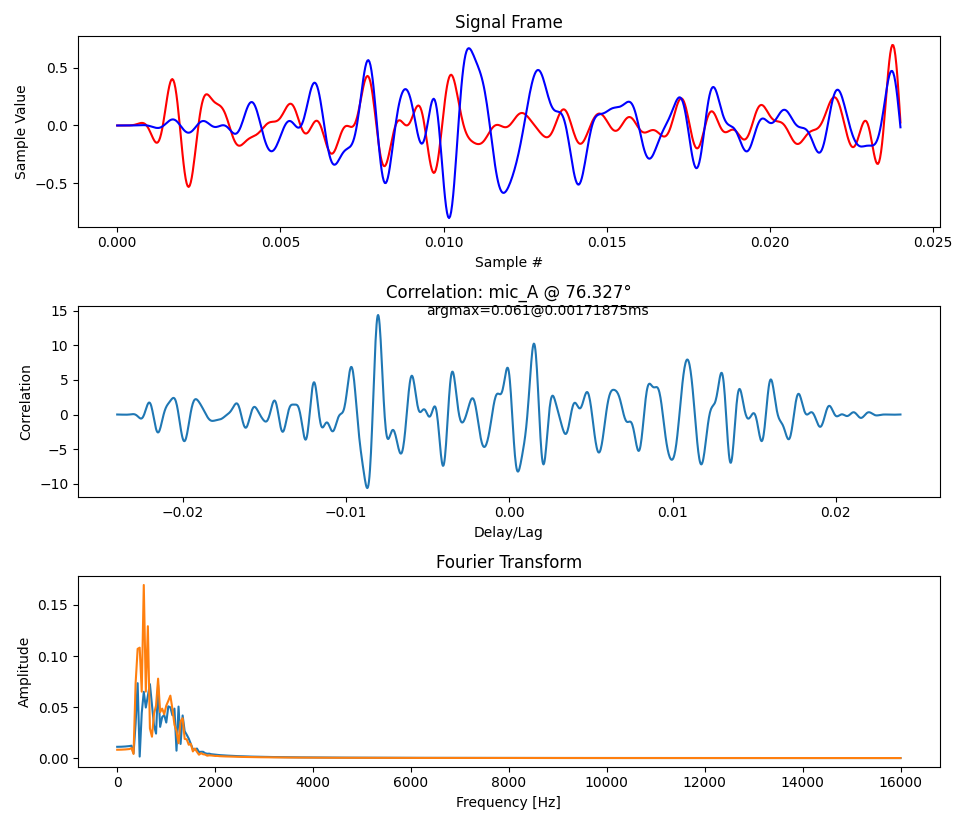 Signal Frame
0.5
0.0
−0.5
Sample Value
0.000 0.005 0.010 0.015 0.020 0.025
Sample #
Correlation: mic_A @ 76.327°
argmax=0.061@0.00171875ms
15
10
5
0
−5
−10
Correlation
−0.02 −0.01 0.00 0.01 0.02
Delay/Lag
Fourier Transform
0.15
0.10
0.05
0.00
Amplitude
0 2000 4000 6000 8000 10000 12000 14000 16000
Frequency [Hz]